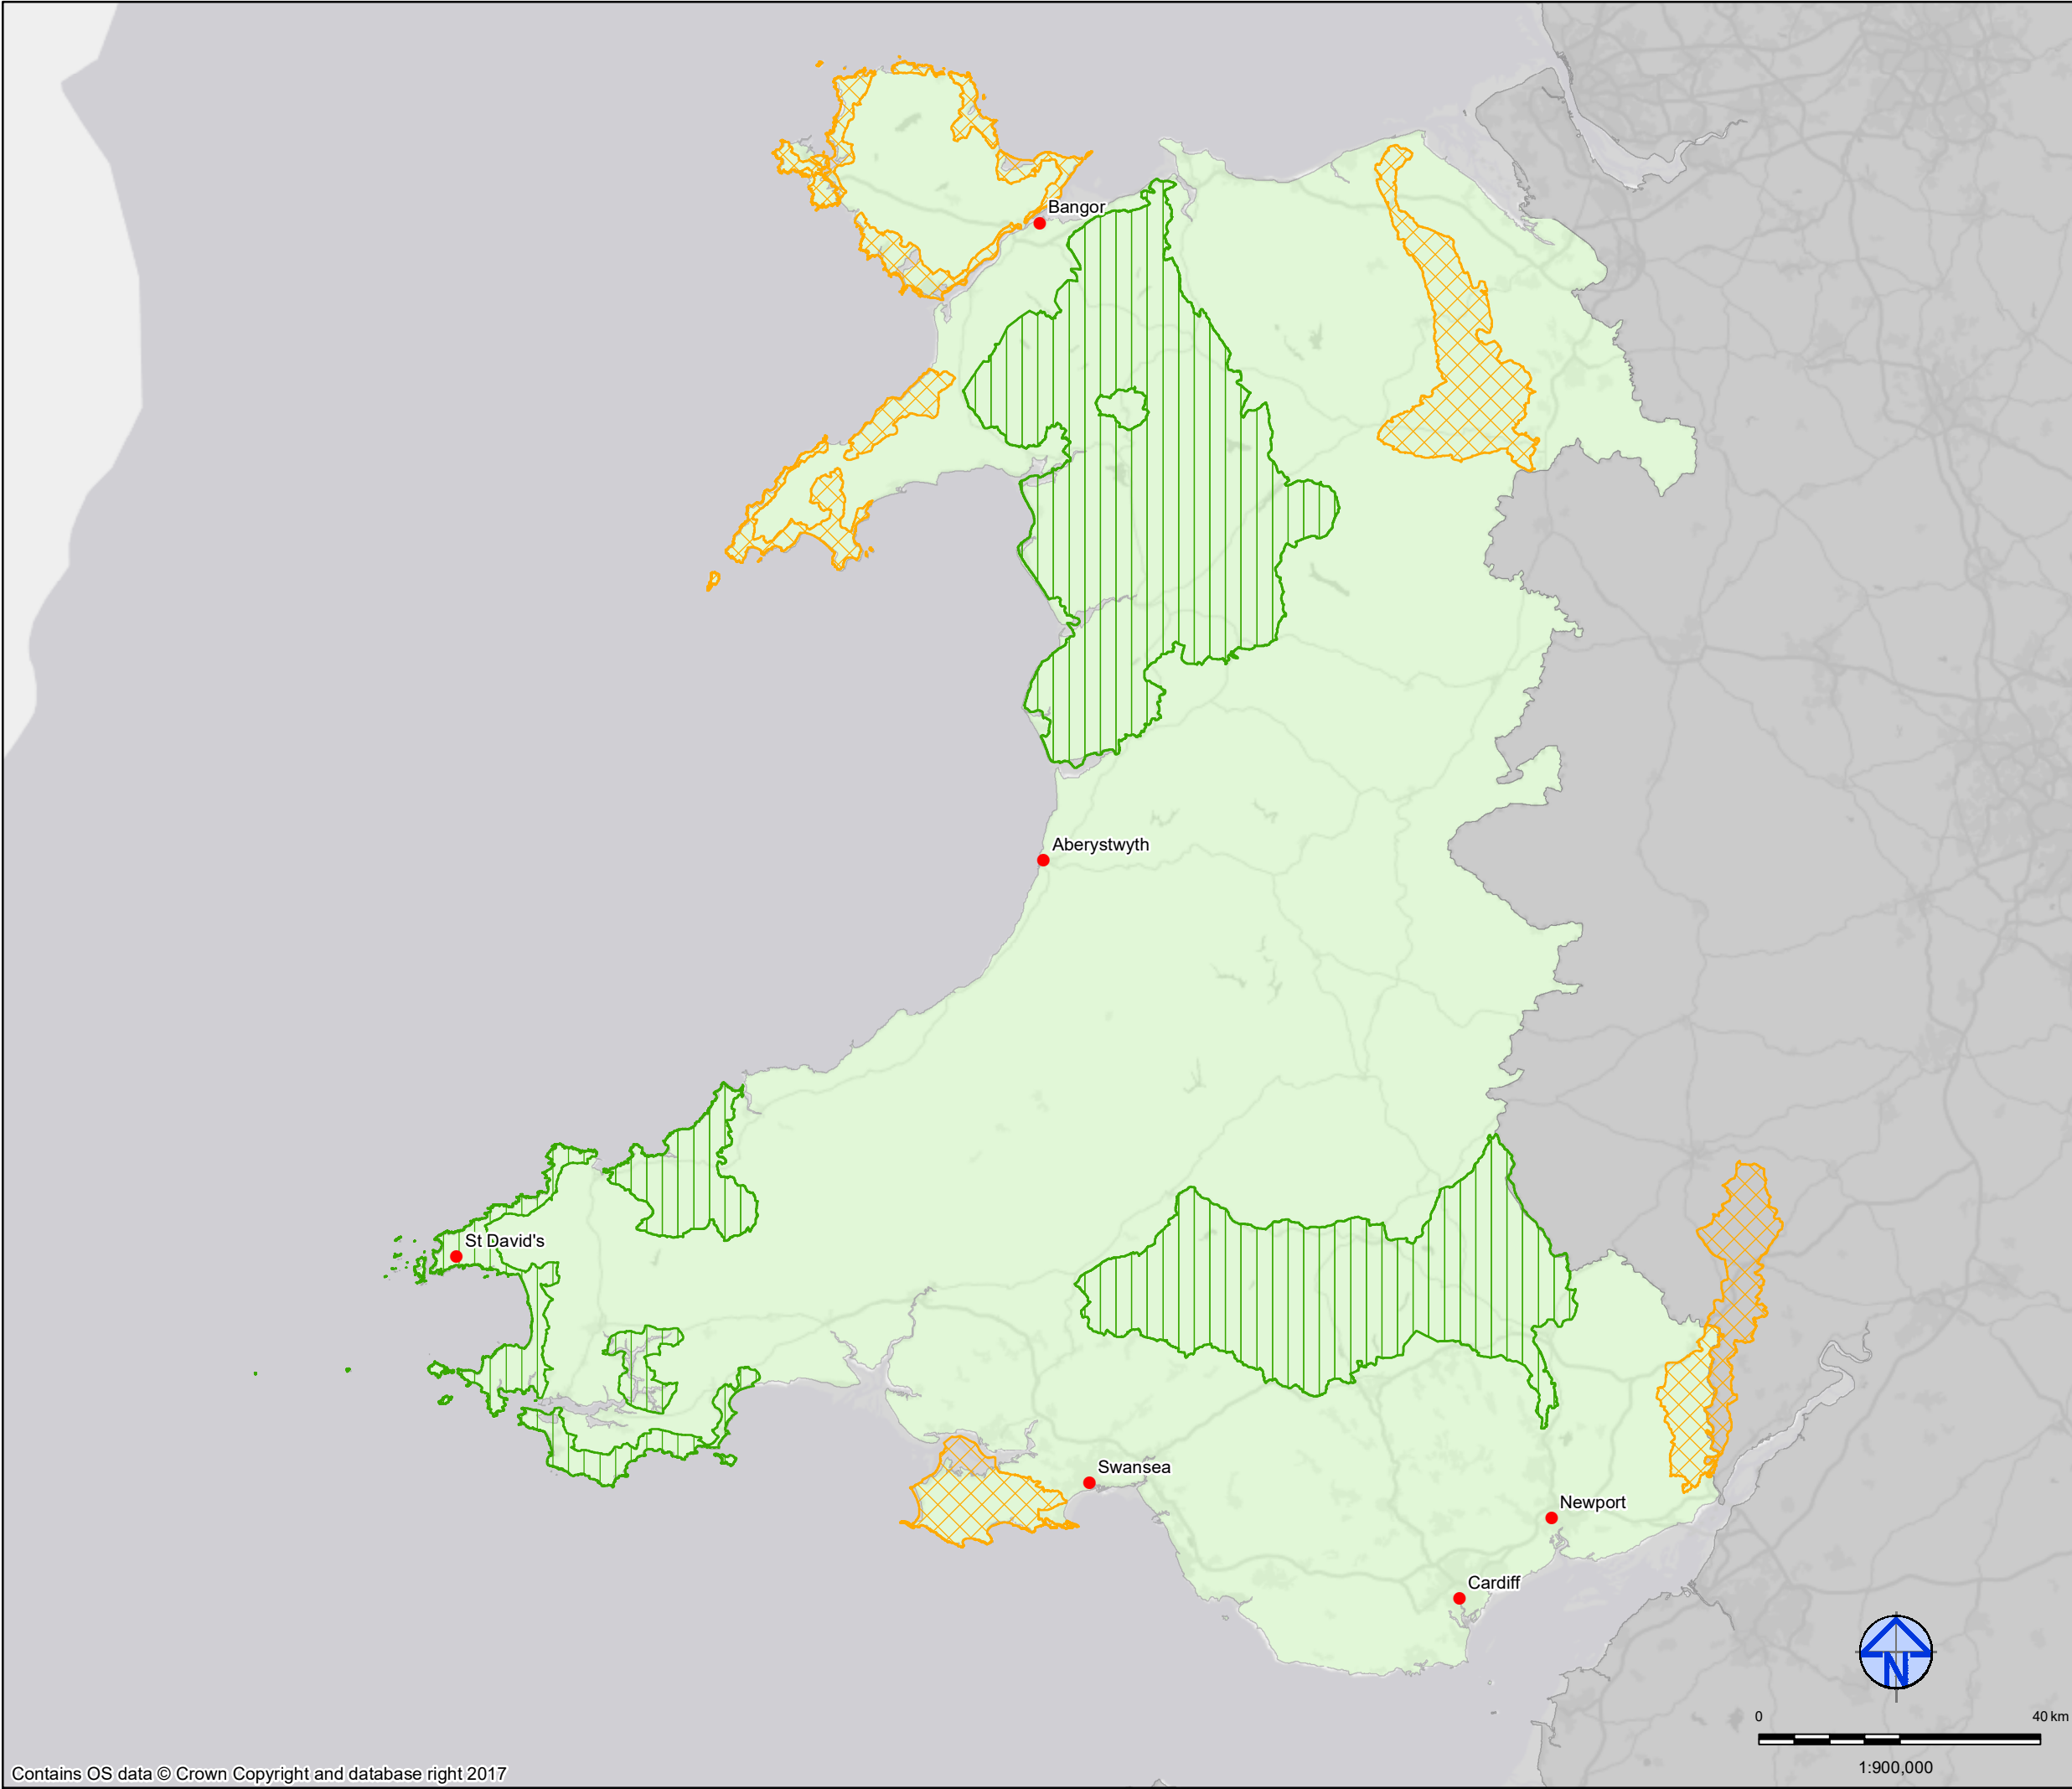 Bangor
Aberystwyth
St David's
Swansea
Newport
Cardiff
N
0 40 km
1:900,000
Contains OS data © Crown Copyright and database right 2017